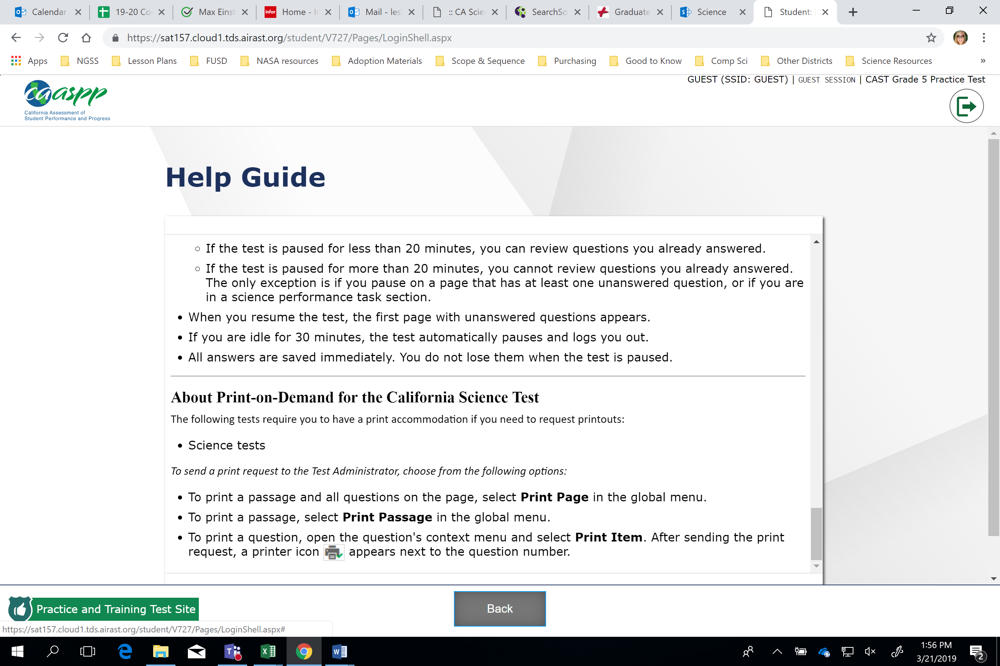 Calendar
19-20 Co
Max Einst
Home - In
Mail - lesl
:: CA Scien
SearchSo
Graduate
Science
Student:
https://sat157.cloud1.tds.airast.org/student/V727/Pages/LoginShell.aspx
Apps
NGSS
Lesson Plans
FUSD
NASA resources
Adoption Materials
Scope & Sequence
Purchasing
Good to Know
Comp Sci
Other Districts
Science Resources
»
GUEST (SSID: GUEST) | GUEST SESSION | CAST Grade 5 Practice Test
caaspp
California Assessment of
Student Performance and Progress
Help Guide
If the test is paused for less than 20 minutes, you can review questions you already answered.
If the test is paused for more than 20 minutes, you cannot review questions you already answered.
The only exception is if you pause on a page that has at least one unanswered question, or if you are
in a science performance task section.
When you resume the test, the first page with unanswered questions appears.
If you are idle for 30 minutes, the test automatically pauses and logs you out.
All answers are saved immediately. You do not lose them when the test is paused.
About Print-on-Demand for the California Science Test
The following tests require you to have a print accommodation if you need to request printouts:
Science tests
To send a print request to the Test Administrator, choose from the following options:
To print a passage and all questions on the page, select Print Page in the global menu.
To print a passage, select Print Passage in the global menu.
To print a question, open the question's context menu and select Print Item. After sending the print
request, a printer icon appears next to the question number.
Practice and Training Test Site
Back
https://sat157.cloud1.tds.airast.org/student/V727/Pages/LoginShell.aspx#
1:56 PM
3/21/2019
2